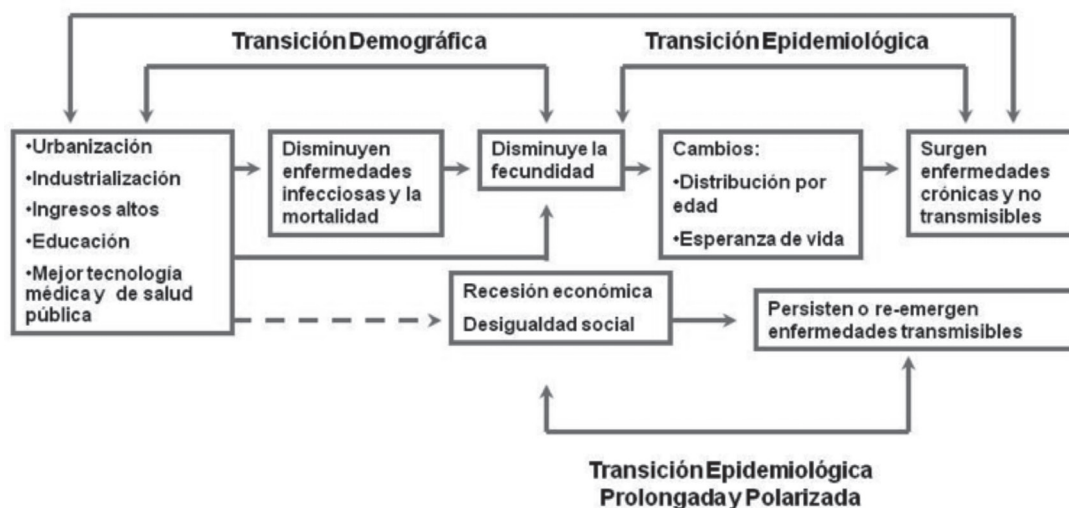 Transición Demográfica
Transición Epidemiológica
•Urbanización
•Industrialización
•Ingresos altos
•Educación
•Mejor tecnología
médica y de salud
pública
Disminuyen
enfermedades
infecciosas y la
mortalidad
Disminuye la
fecundidad
Cambios:
•Distribución por
edad
•Esperanza de vida
Surgen
enfermedades
crónicas y no
transmisibles
Recesión económica
Desigualdad social
Persisten o re-emergen
enfermedades transmisibles
Transición Epidemiológica
Prolongada y Polarizada